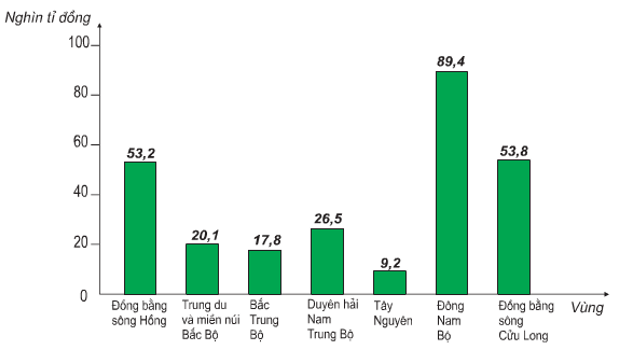 Nghìn tỉ đồng
100
80
60
40
20
0
53,2
20,1
17,8
26,5
9,2
89,4
53,8
Đồng bằng
sông Hồng
Trung du
và miền núi
Bắc Bộ
Bắc
Trung
Bộ
Duyên hải
Nam
Trung Bộ
Tây
Nguyên
Đông
Nam
Bộ
Đồng bằng
sông
Cửu Long
Vùng